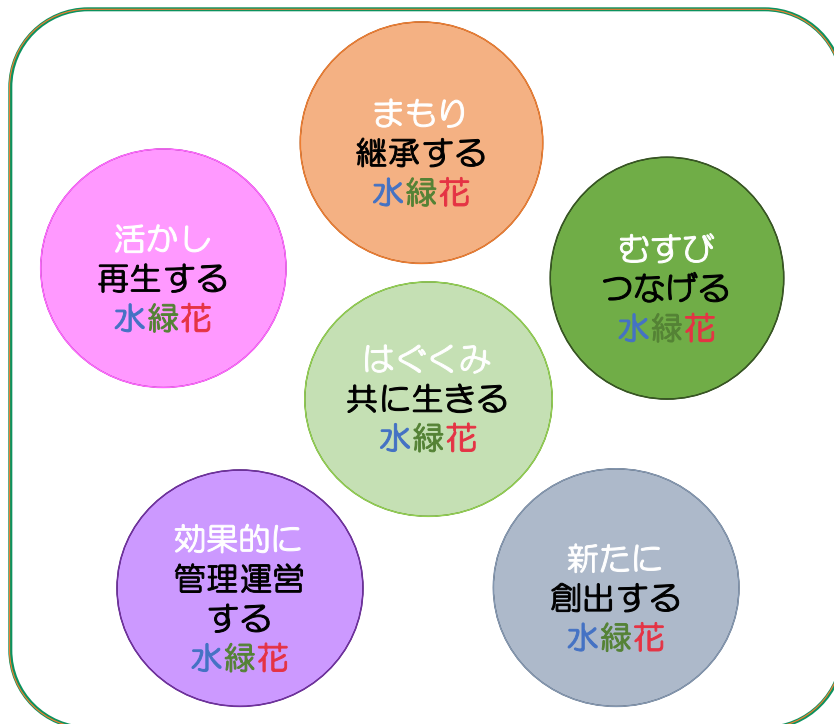 まもり
継承する
水緑花
活かし
再生する
水緑花
むすび
つなげる
水緑花
はぐくみ
共に生きる
水緑花
効果的に
管理運営
する
水緑花
新たに
創出する
水緑花